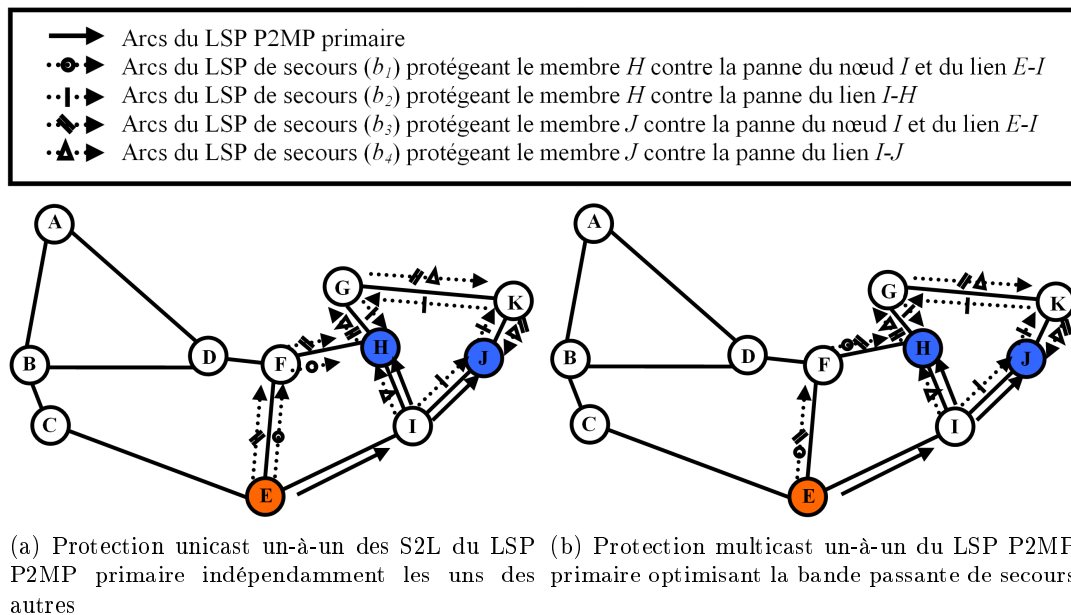 Arcs du LSP P2MP primaire
Arcs du LSP de secours (b₁) protégeant le membre H contre la panne du nœud I et du lien E-I
Arcs du LSP de secours (b₂) protégeant le membre H contre la panne du lien I-H
Arcs du LSP de secours (b₃) protégeant le membre J contre la panne du nœud I et du lien E-I
Arcs du LSP de secours (b₄) protégeant le membre J contre la panne du lien I-J
A
G
K
B
D
F
H
J
C
I
E
A
G
K
B
D
F
H
J
C
I
E
(a) Protection unicast un-à-un des S2L du LSP
P2MP primaire indépendamment les uns des
autres
(b) Protection multicast un-à-un du LSP P2MP
primaire optimisant la bande passante de secours